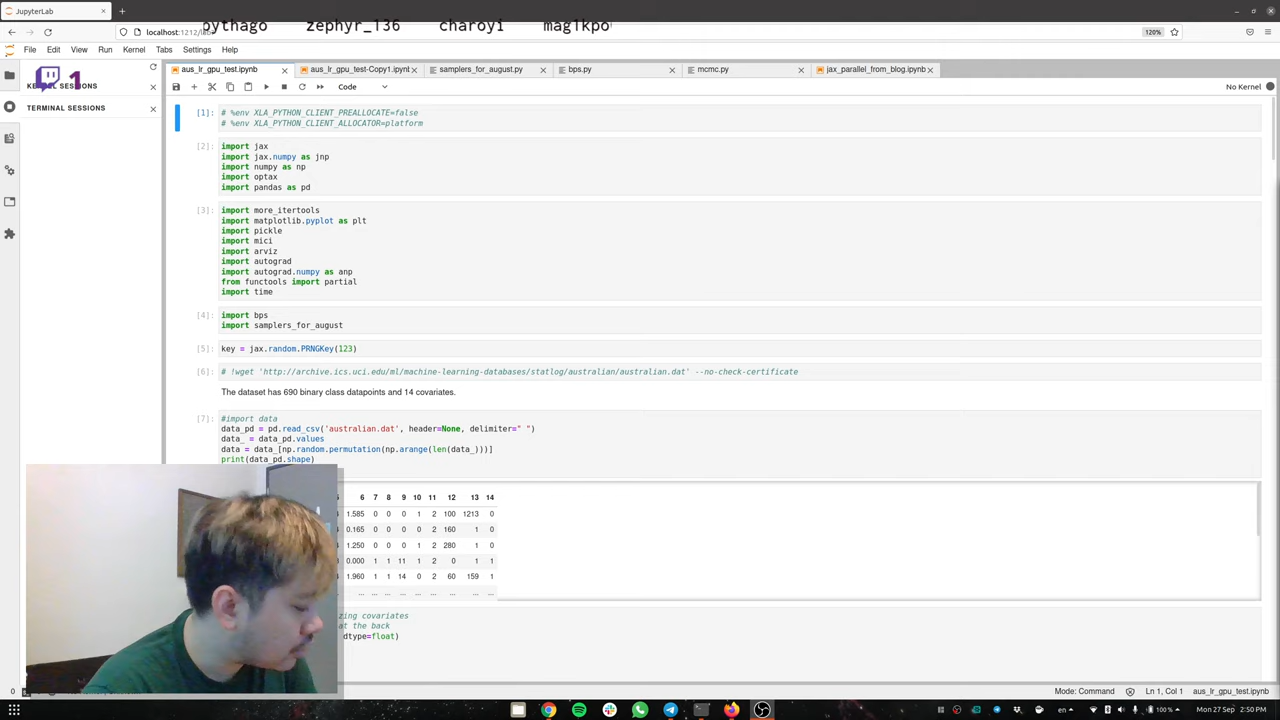 JupyterLab
pythago zephyr_136 charoyi mag1kpo
localhost:1212/lab
120%
File Edit View Run Kernel Tabs Settings Help
aus_lr_gpu_test.ipynb aus_lr_gpu_test-Copy1.ipynb samplers_for_august.py bps.py mcmc.py jax_parallel_from_blog.ipynb
1
Code
No Kernel
SESSIONS
TERMINAL SESSIONS
[1]: # %env XLA_PYTHON_CLIENT_PREALLOCATE=false
# %env XLA_PYTHON_CLIENT_ALLOCATOR=platform
[2]: import jax
import jax.numpy as jnp
import numpy as np
import optax
import pandas as pd
[3]: import more_itertools
import matplotlib.pyplot as plt
import pickle
import mici
import arviz
import autograd
import autograd.numpy as anp
from functools import partial
import time
[4]: import bps
import samplers_for_august
[5]: key = jax.random.PRNGKey(123)
[6]: # !wget 'http://archive.ics.uci.edu/ml/machine-learning-databases/statlog/australian/australian.dat' --no-check-certificate
The dataset has 690 binary class datapoints and 14 covariates.
[7]: #import data
data_pd = pd.read_csv('australian.dat', header=None, delimiter=" ")
data_ = data_pd.values
data = data_[np.random.permutation(np.arange(len(data_)))]
print(data_pd.shape)
6 7 8 9 10 11 12 13 14
1.585 0 0 0 1 2 100 1213 0
0.165 0 0 0 0 2 160 1 0
1.250 0 0 0 1 2 280 1 0
0.000 1 1 11 1 2 0 1 1
1.960 1 1 14 0 2 60 159 1
... ... ... ... ... ... ... ... ...
zing covariates
at the back
dtype=float)
0
Mode: Command Ln 1, Col 1 aus_lr_gpu_test.ipynb
en 100 % Mon 27 Sep 2:50 PM